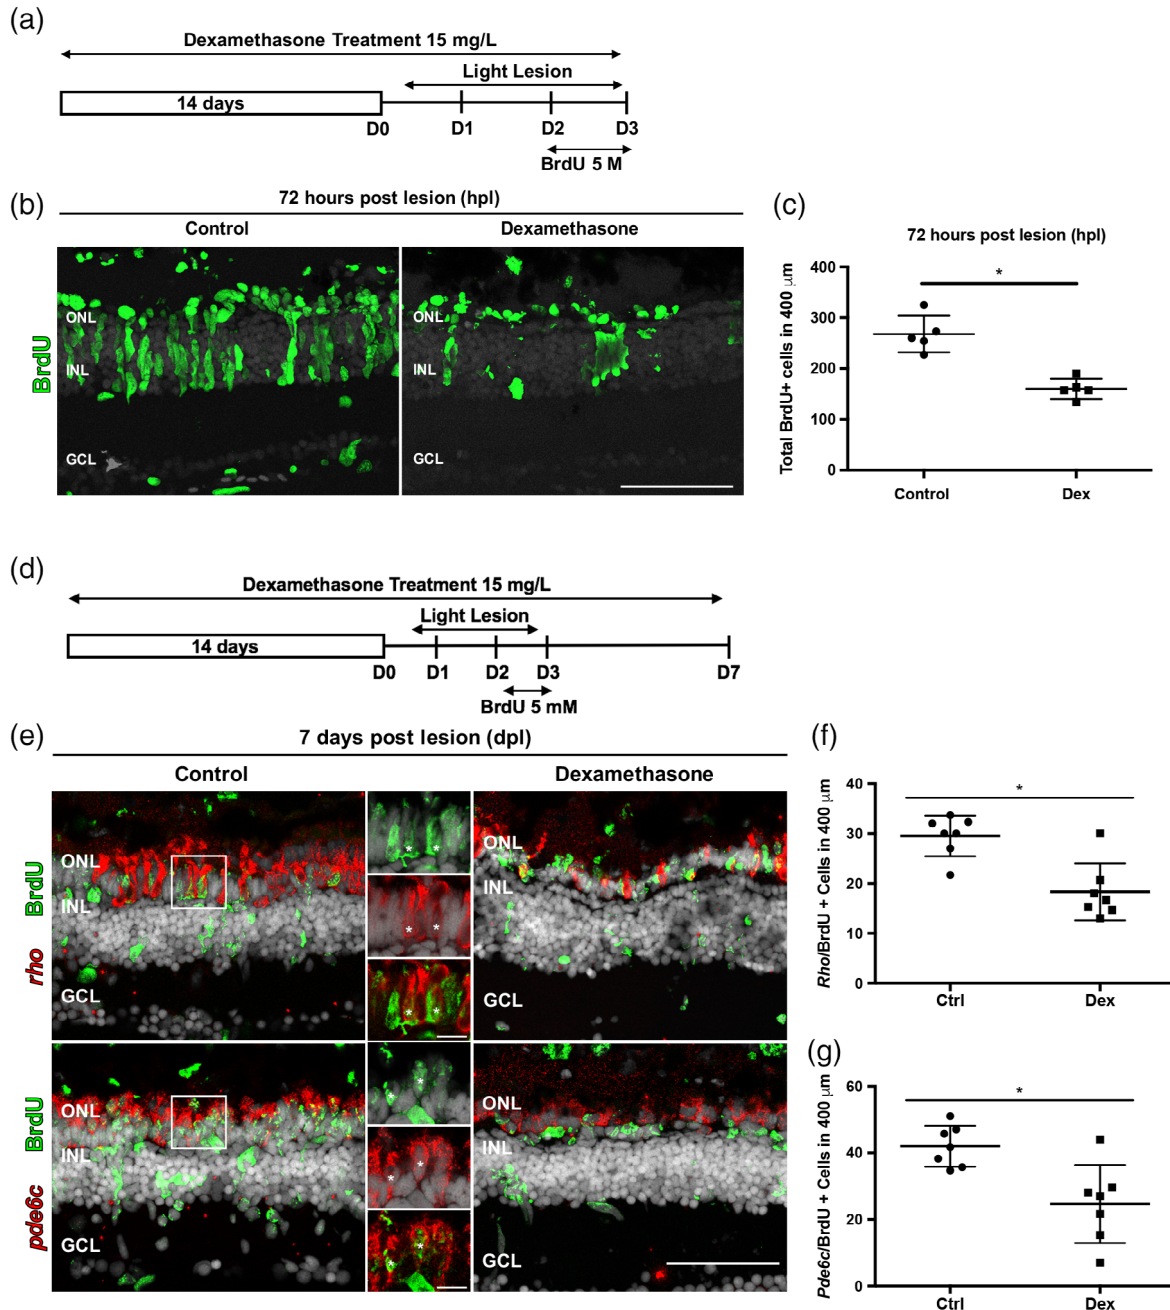 (a)
Dexamethasone Treatment 15 mg/L
Light Lesion
14 days
D0
D1
D2
D3
BrdU 5 M
(b)
72 hours post lesion (hpl)
Control
Dexamethasone
BrdU
ONL
INL
GCL
ONL
INL
GCL
(c)
72 hours post lesion (hpl)
Total BrdU+ cells in 400 μm
400
300
200
100
0
*
Control
Dex
(d)
Dexamethasone Treatment 15 mg/L
Light Lesion
14 days
D0
D1
D2
D3
D7
BrdU 5 mM
(e)
7 days post lesion (dpl)
Control
Dexamethasone
rho BrdU
ONL
INL
GCL
* *
* *
* *
ONL
INL
GCL
pde6c BrdU
ONL
INL
GCL
* *
* *
* *
ONL
INL
GCL
(f)
Rho/BrdU + Cells in 400 μm
40
30
20
10
0
*
Ctrl
Dex
(g)
Pde6c/BrdU + Cells in 400 μm
60
40
20
0
*
Ctrl
Dex